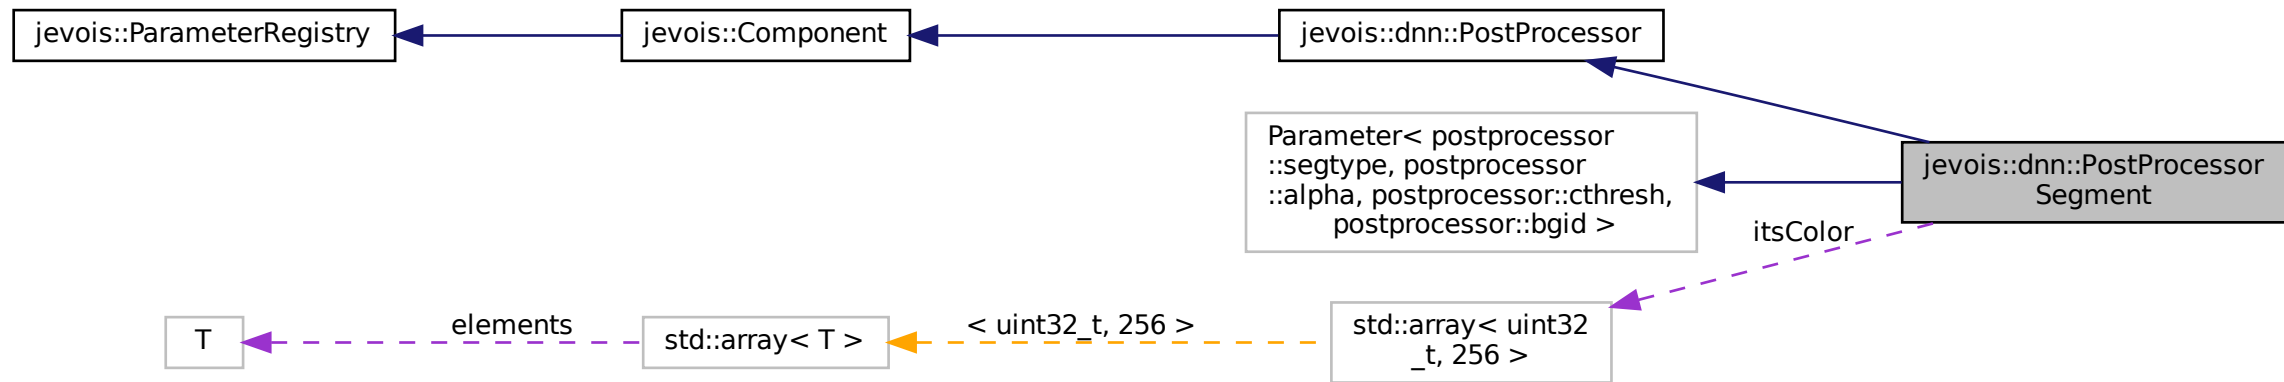 jevois::ParameterRegistry
jevois::Component
jevois::dnn::PostProcessor
Parameter< postprocessor
::segtype, postprocessor
::alpha, postprocessor::cthresh,
postprocessor::bgid >
jevois::dnn::PostProcessor
Segment
itsColor
T
elements
std::array< T >
< uint32_t, 256 >
std::array< uint32
_t, 256 >